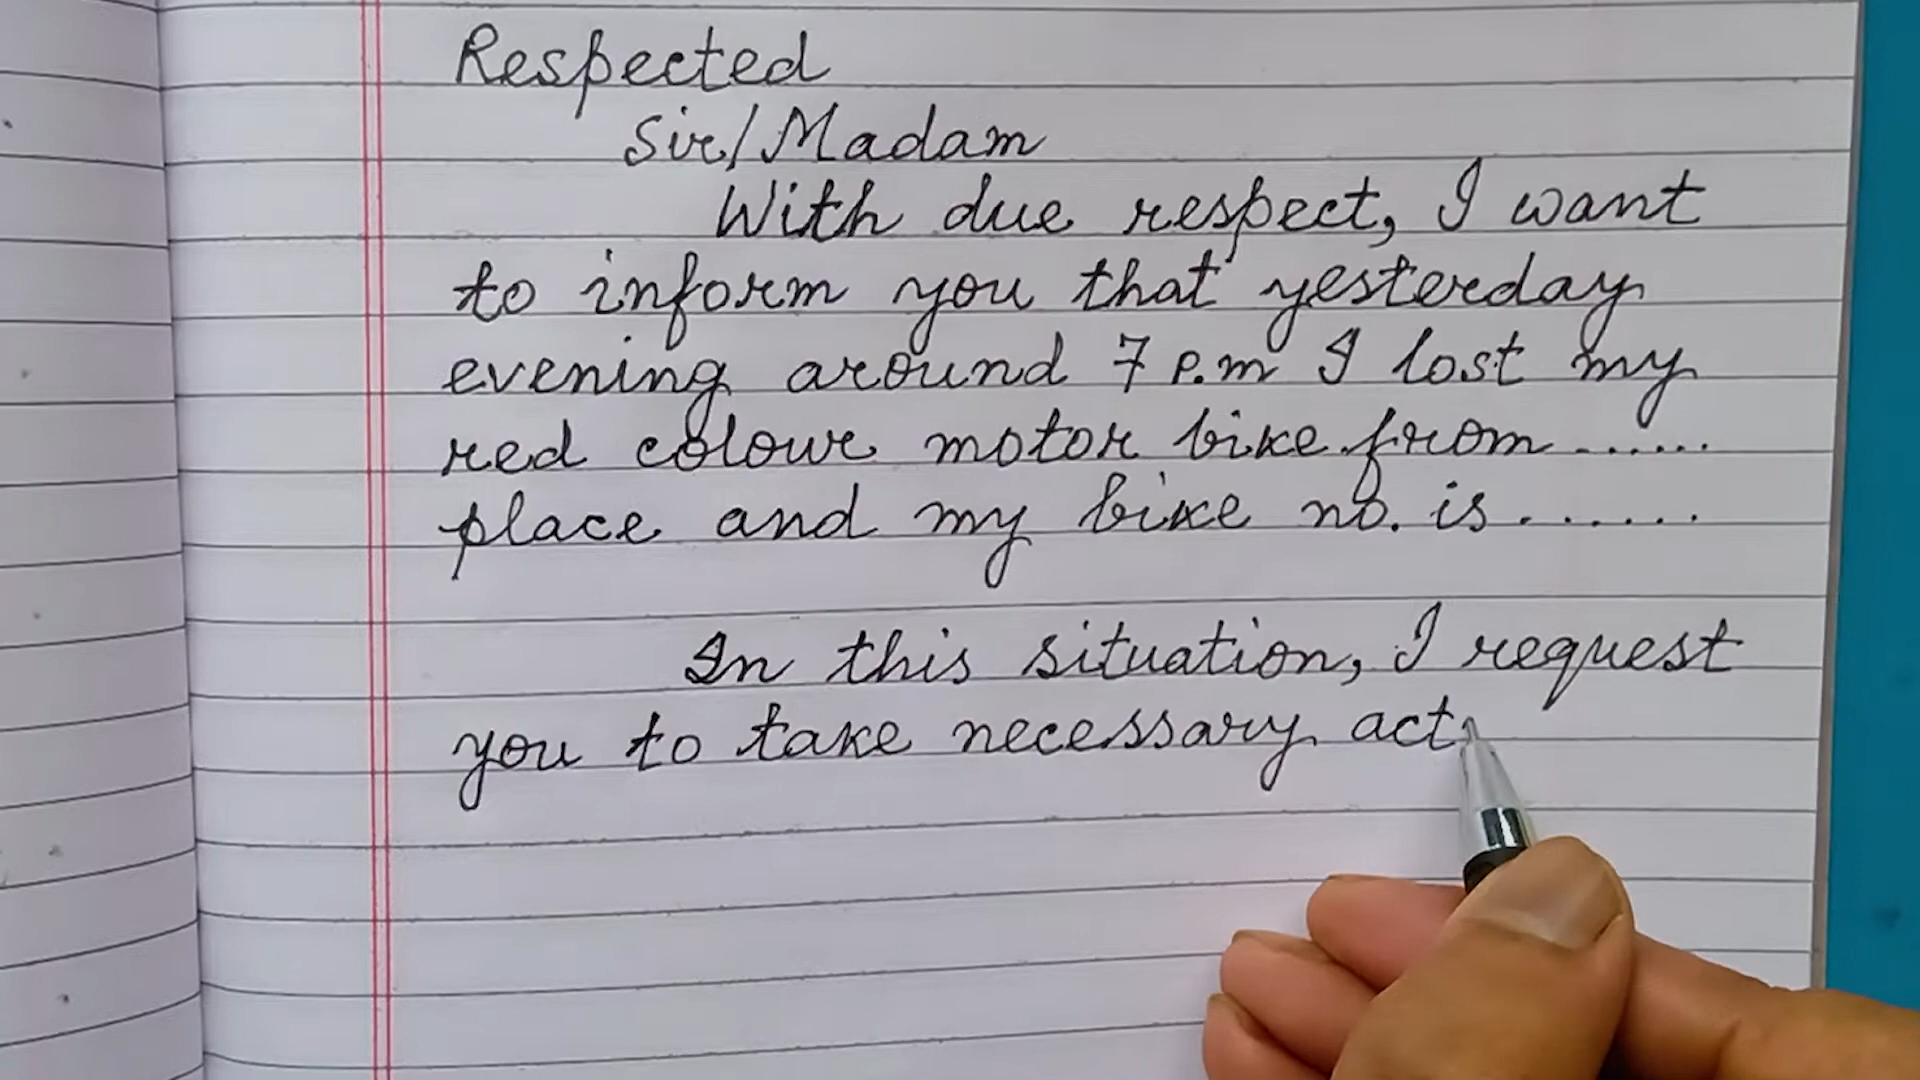 Respected
Sir/Madam
With due respect, I want
to inform you that yesterday
evening around 7 P.m I lost my
red colour motor bike from ......
place and my bike no. is.......
In this situation, I request
you to take necessary act